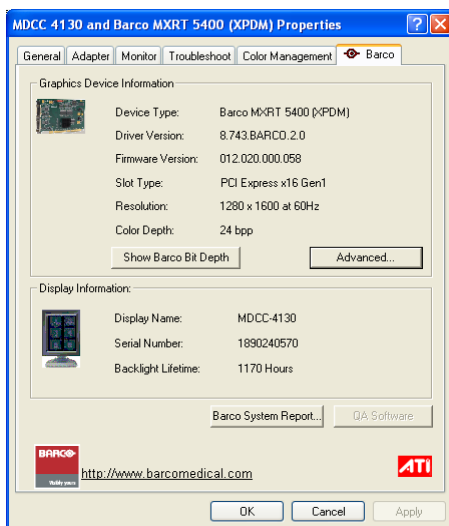 MDCC 4130 and Barco MXRT 5400 (XPDM) Properties
General Adapter Monitor Troubleshoot Color Management Barco
Graphics Device Information
Device Type: Barco MXRT 5400 (XPDM)
Driver Version: 8.743.BARCO.2.0
Firmware Version: 012.020.000.058
Slot Type: PCI Express x16 Gen1
Resolution: 1280 x 1600 at 60Hz
Color Depth: 24 bpp
Show Barco Bit Depth Advanced...
Display Information:
Display Name: MDCC-4130
Serial Number: 1890240570
Backlight Lifetime: 1170 Hours
Barco System Report... QA Software
BARCO
Visibly yours
http://www.barcomedical.com
ATI
OK Cancel Apply